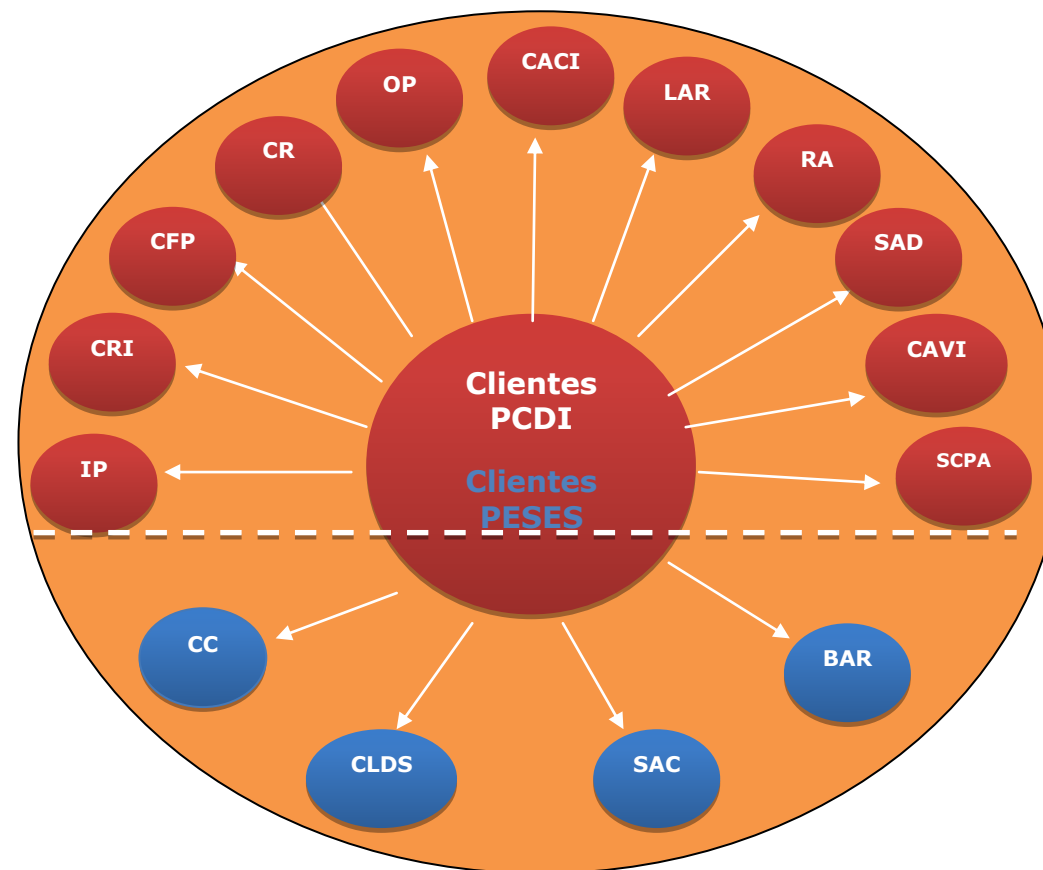 CACI
OP
LAR
CR
RA
CFP
SAD
CRI
CAVI
IP
SCPA
Clientes
PCDI
Clientes
PESES
CC
BAR
CLDS
SAC